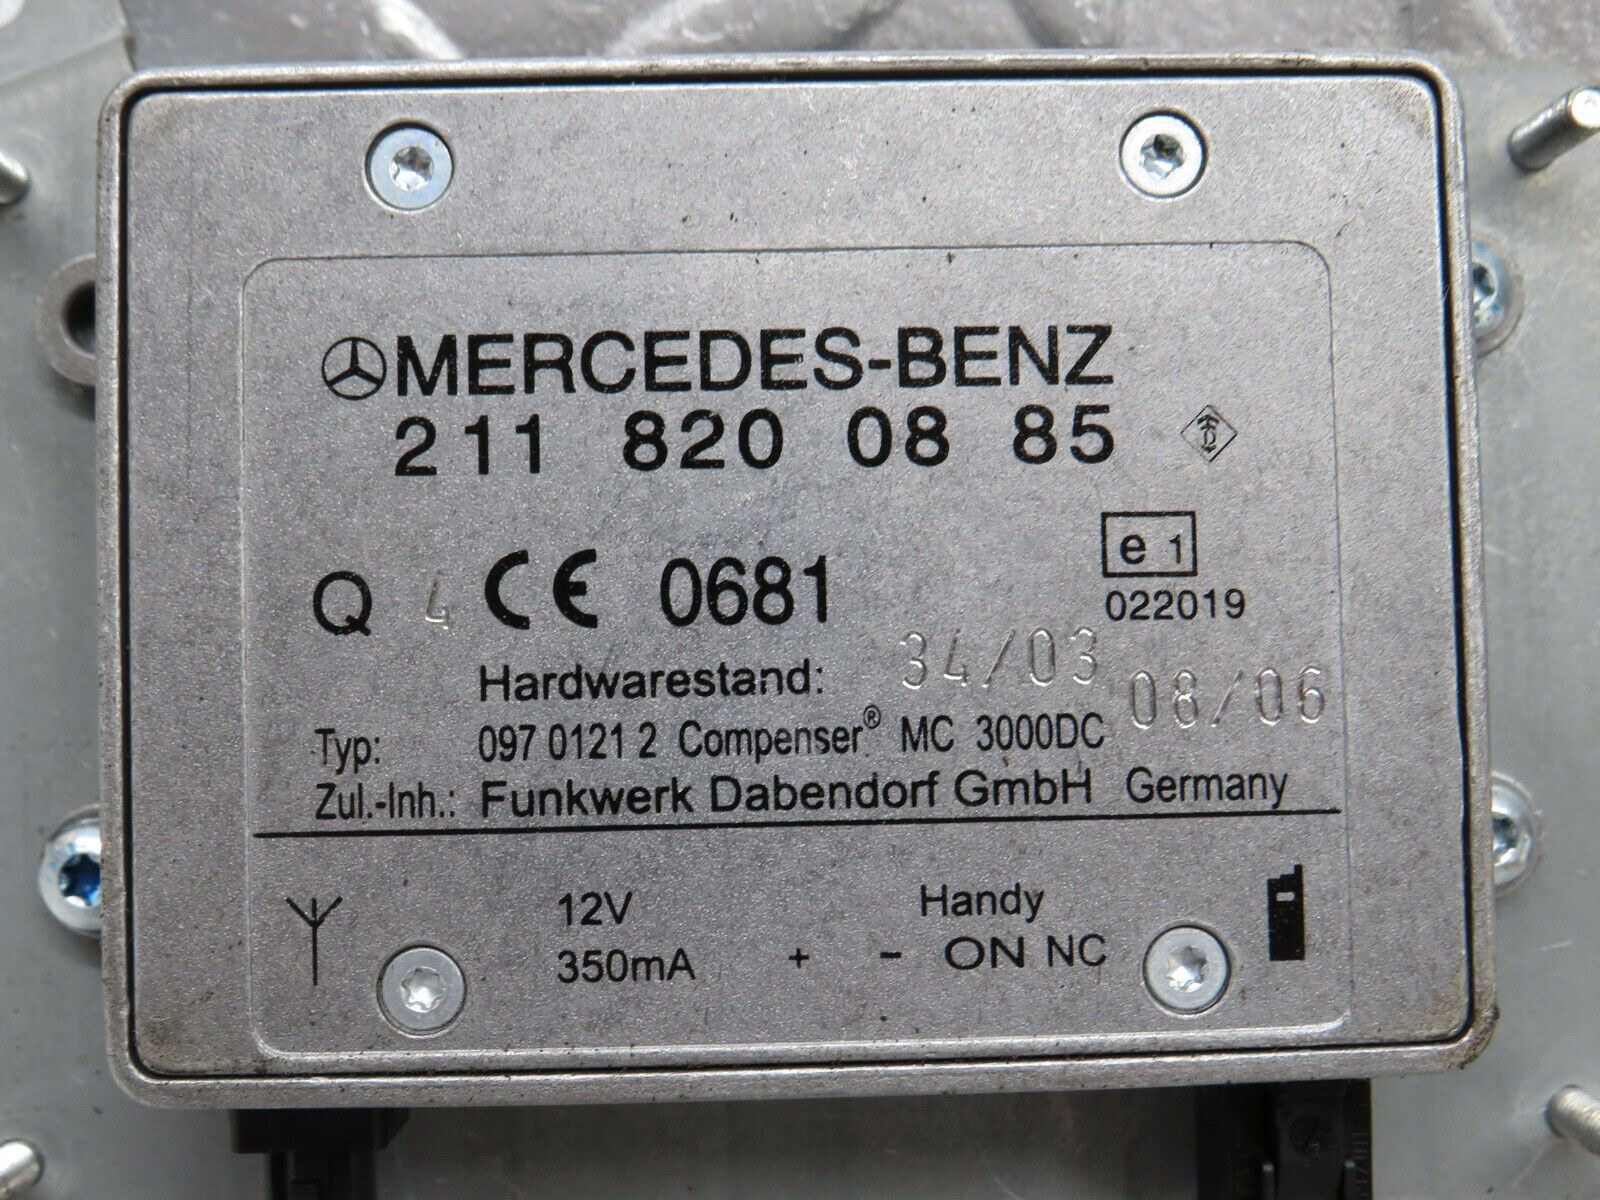 MERCEDES-BENZ
211 820 08 85
e 1
Q 4 CE 0681
022019
Hardwarestand: 34/03
08/06
Typ: 097 0121 2 Compenser® MC 3000DC
Zul.-Inh.: Funkwerk Dabendorf GmbH Germany
12V Handy
350mA + - ON NC